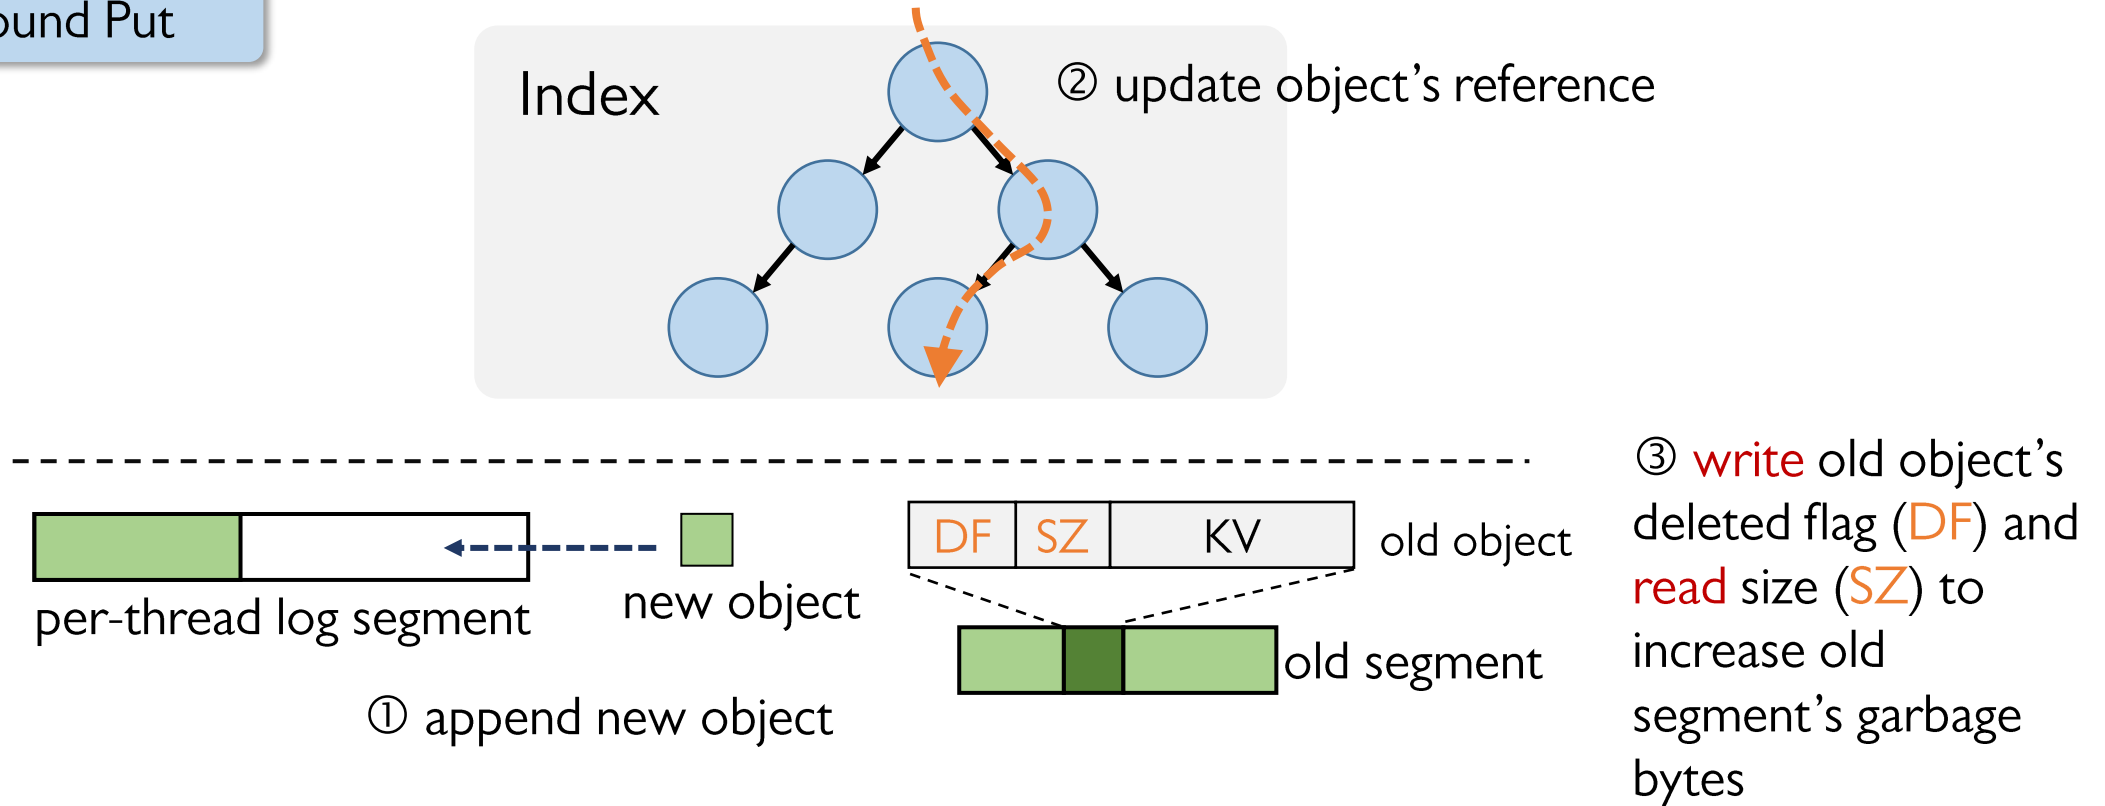 ound Put
Index
② update object's reference
③ write old object's
deleted flag (DF) and
read size (SZ) to
increase old
segment's garbage
bytes
DF SZ KV
old object
new object
per-thread log segment
old segment
① append new object